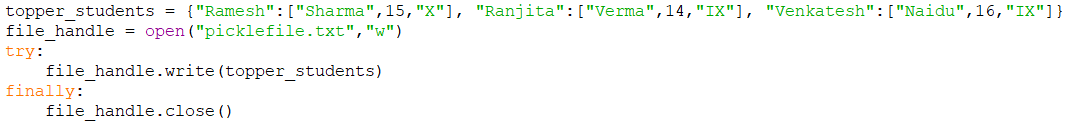 topper_students = {"Ramesh":["Sharma",15,"X"], "Ranjita":["Verma",14,"IX"], "Venkatesh":["Naidu",16,"IX"]}
file_handle = open("picklefile.txt","w")
try:
    file_handle.write(topper_students)
finally:
    file_handle.close()